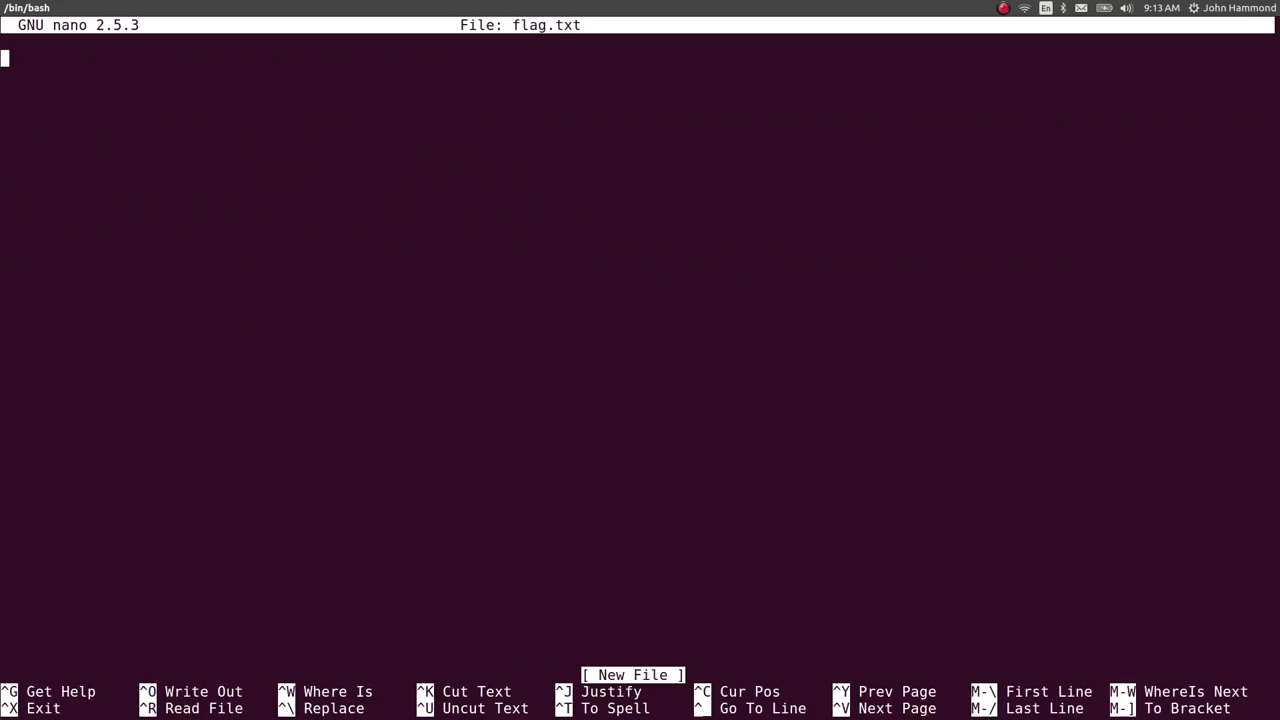 /bin/bash En 9:13 AM John Hammond
GNU nano 2.5.3 File: flag.txt
[ New File ]
^G Get Help ^O Write Out ^W Where Is ^K Cut Text ^J Justify ^C Cur Pos ^Y Prev Page M-\ First Line M-W WhereIs Next
^X Exit ^R Read File ^\ Replace ^U Uncut Text ^T To Spell ^_ Go To Line ^V Next Page M-/ Last Line M-] To Bracket